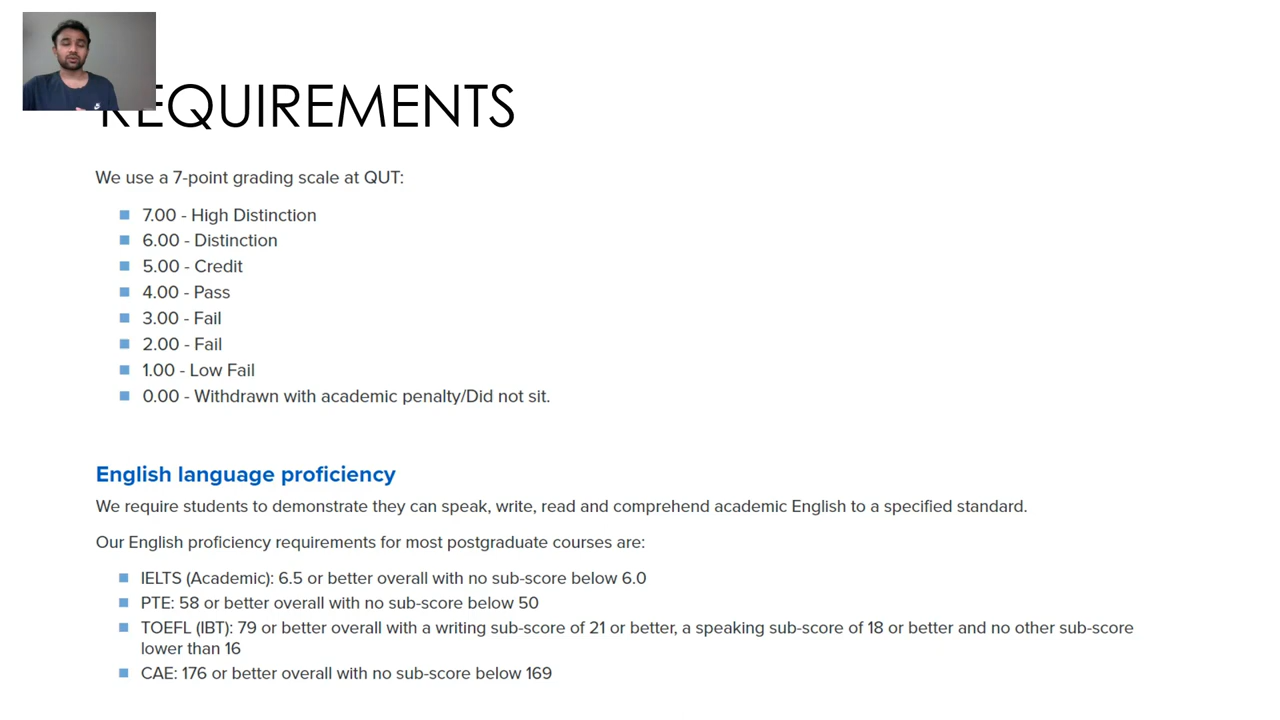 REQUIREMENTS
We use a 7-point grading scale at QUT:
7.00 - High Distinction
6.00 - Distinction
5.00 - Credit
4.00 - Pass
3.00 - Fail
2.00 - Fail
1.00 - Low Fail
0.00 - Withdrawn with academic penalty/Did not sit.
English language proficiency
We require students to demonstrate they can speak, write, read and comprehend academic English to a specified standard.
Our English proficiency requirements for most postgraduate courses are:
IELTS (Academic): 6.5 or better overall with no sub-score below 6.0
PTE: 58 or better overall with no sub-score below 50
TOEFL (IBT): 79 or better overall with a writing sub-score of 21 or better, a speaking sub-score of 18 or better and no other sub-score
lower than 16
CAE: 176 or better overall with no sub-score below 169